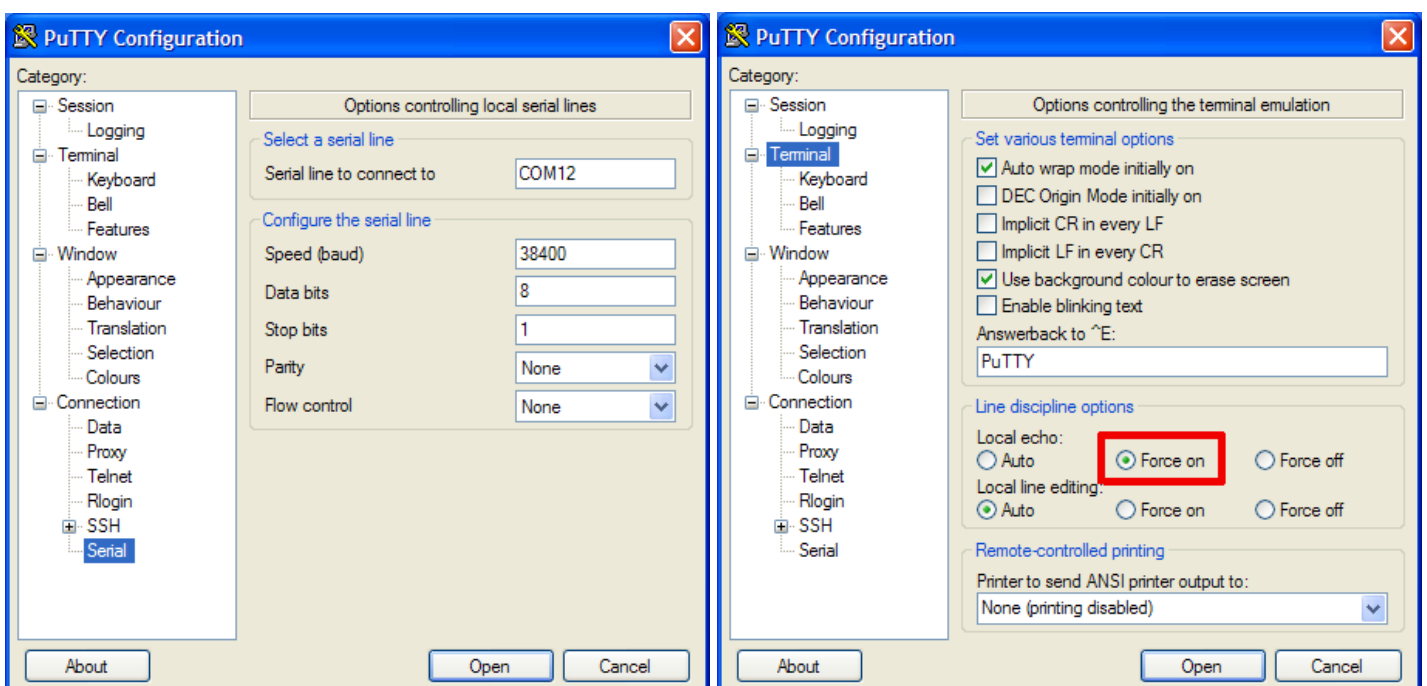 PuTTY Configuration
Category:
Session
Logging
Terminal
Keyboard
Bell
Features
Window
Appearance
Behaviour
Translation
Selection
Colours
Connection
Data
Proxy
Telnet
Rlogin
SSH
Serial
Options controlling local serial lines
Select a serial line
Serial line to connect to COM12
Configure the serial line
Speed (baud) 38400
Data bits 8
Stop bits 1
Parity None
Flow control None
About Open Cancel
PuTTY Configuration
Category:
Session
Logging
Terminal
Keyboard
Bell
Features
Window
Appearance
Behaviour
Translation
Selection
Colours
Connection
Data
Proxy
Telnet
Rlogin
SSH
Serial
Options controlling the terminal emulation
Set various terminal options
Auto wrap mode initially on
DEC Origin Mode initially on
Implicit CR in every LF
Implicit LF in every CR
Use background colour to erase screen
Enable blinking text
Answerback to ^E:
PuTTY
Line discipline options
Local echo:
Auto Force on Force off
Local line editing:
Auto Force on Force off
Remote-controlled printing
Printer to send ANSI printer output to:
None (printing disabled)
About Open Cancel